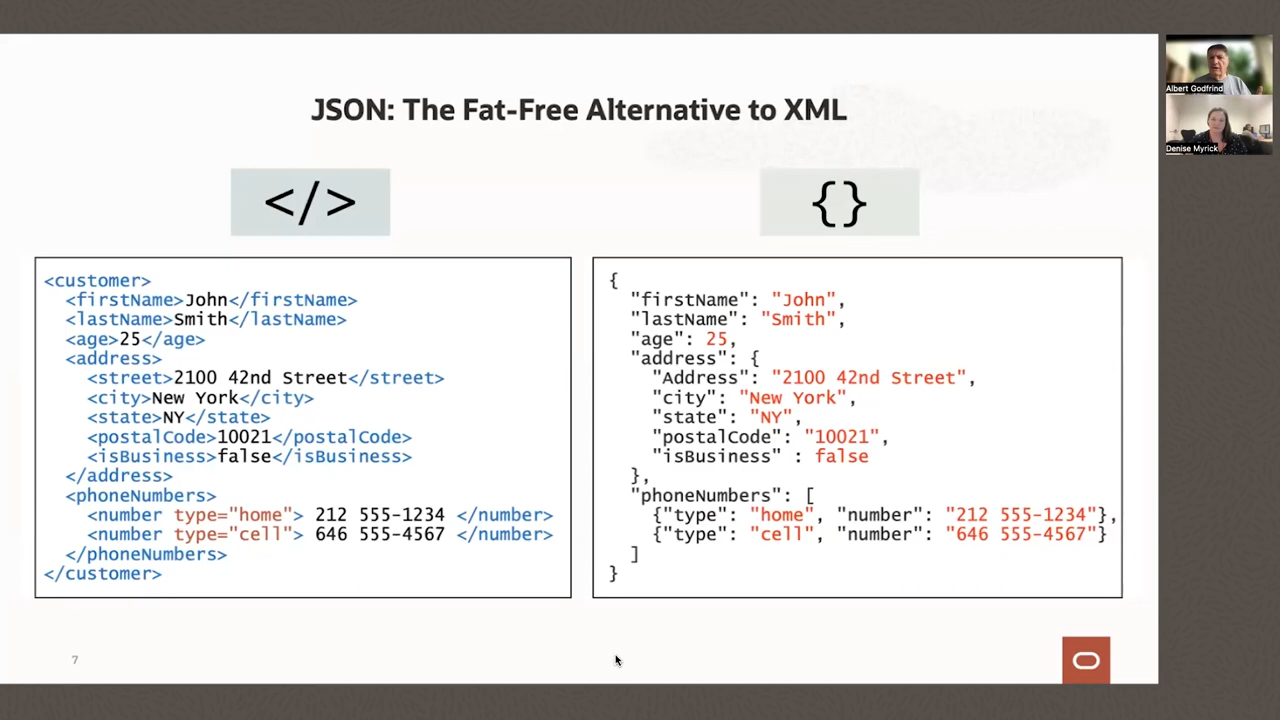 JSON: The Fat-Free Alternative to XML
</>
{}
<customer>
<firstName>John</firstName>
<lastName>Smith</lastName>
<age>25</age>
<address>
<street>2100 42nd Street</street>
<city>New York</city>
<state>NY</state>
<postalCode>10021</postalCode>
<isBusiness>false</isBusiness>
</address>
<phoneNumbers>
<number type="home"> 212 555-1234 </number>
<number type="cell"> 646 555-4567 </number>
</phoneNumbers>
</customer>
{
"firstName": "John",
"lastName": "Smith",
"age": 25,
"address": {
"Address": "2100 42nd Street",
"city": "New York",
"state": "NY",
"postalCode": "10021",
"isBusiness" : false
},
"phoneNumbers": [
{"type": "home", "number": "212 555-1234"},
{"type": "cell", "number": "646 555-4567"}
]
}
7
Albert Godfrind
Denise Myrick